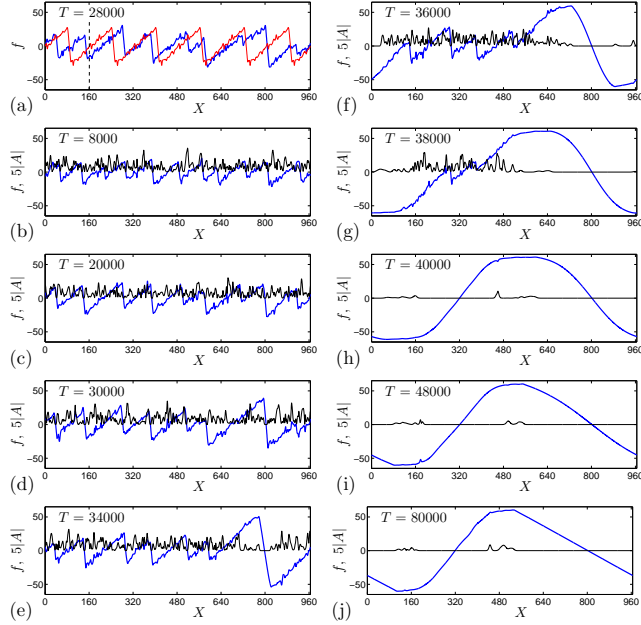 T = 28000
50
0
−50
f
0 160 320 480 640 800 960
(a)
X
T = 8000
50
0
−50
f, 5|A|
0 160 320 480 640 800 960
(b)
X
T = 20000
50
0
−50
f, 5|A|
0 160 320 480 640 800 960
(c)
X
T = 30000
50
0
−50
f, 5|A|
0 160 320 480 640 800 960
(d)
X
T = 34000
50
0
−50
f, 5|A|
0 160 320 480 640 800 960
(e)
X
T = 36000
50
0
−50
f, 5|A|
0 160 320 480 640 800 960
(f)
X
T = 38000
50
0
−50
f, 5|A|
0 160 320 480 640 800 960
(g)
X
T = 40000
50
0
−50
f, 5|A|
0 160 320 480 640 800 960
(h)
X
T = 48000
50
0
−50
f, 5|A|
0 160 320 480 640 800 960
(i)
X
T = 80000
50
0
−50
f, 5|A|
0 160 320 480 640 800 960
(j)
X